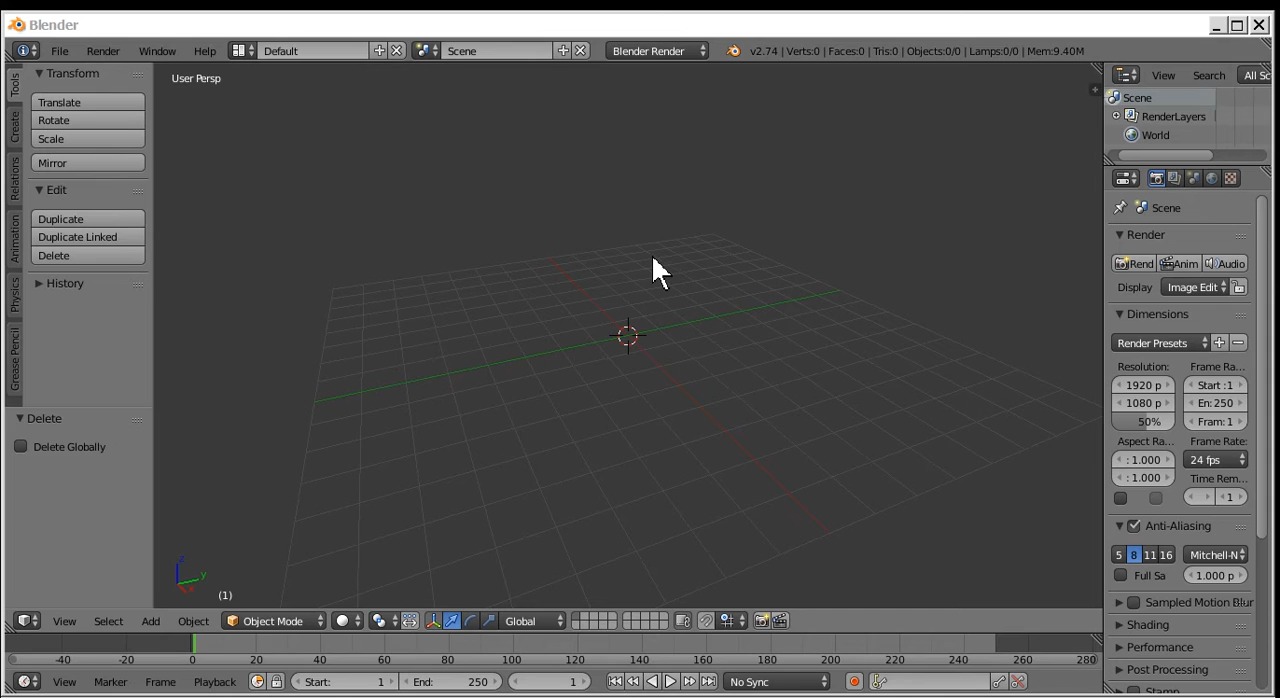 Blender
File Render Window Help Default Scene Blender Render v2.74 | Verts:0 | Faces:0 | Tris:0 | Objects:0/0 | Lamps:0/0 | Mem:9.40M
Tools
Create
Relations
Animation
Physics
Grease Pencil
Transform
Translate
Rotate
Scale
Mirror
Edit
Duplicate
Duplicate Linked
Delete
History
Delete
Delete Globally
User Persp
z
y
x
(1)
View Search All Sc
Scene
RenderLayers
World
Scene
Render
Rend Anim Audio
Display Image Edit
Dimensions
Render Presets
Resolution: Frame Ra...
1920 p Start :1
1080 p En: 250
50% Fram: 1
Aspect Ra... Frame Rate:
: 1.000 24 fps
: 1.000 Time Rem...
1
Anti-Aliasing
5 8 11 16 Mitchell-N
Full Sa 1.000 p
Sampled Motion Blur
Shading
Performance
Post Processing
Stamp
View Select Add Object Object Mode Global
-40 -20 0 20 40 60 80 100 120 140 160 180 200 220 240 260 280
View Marker Frame Playback Start: 1 End: 250 1 No Sync